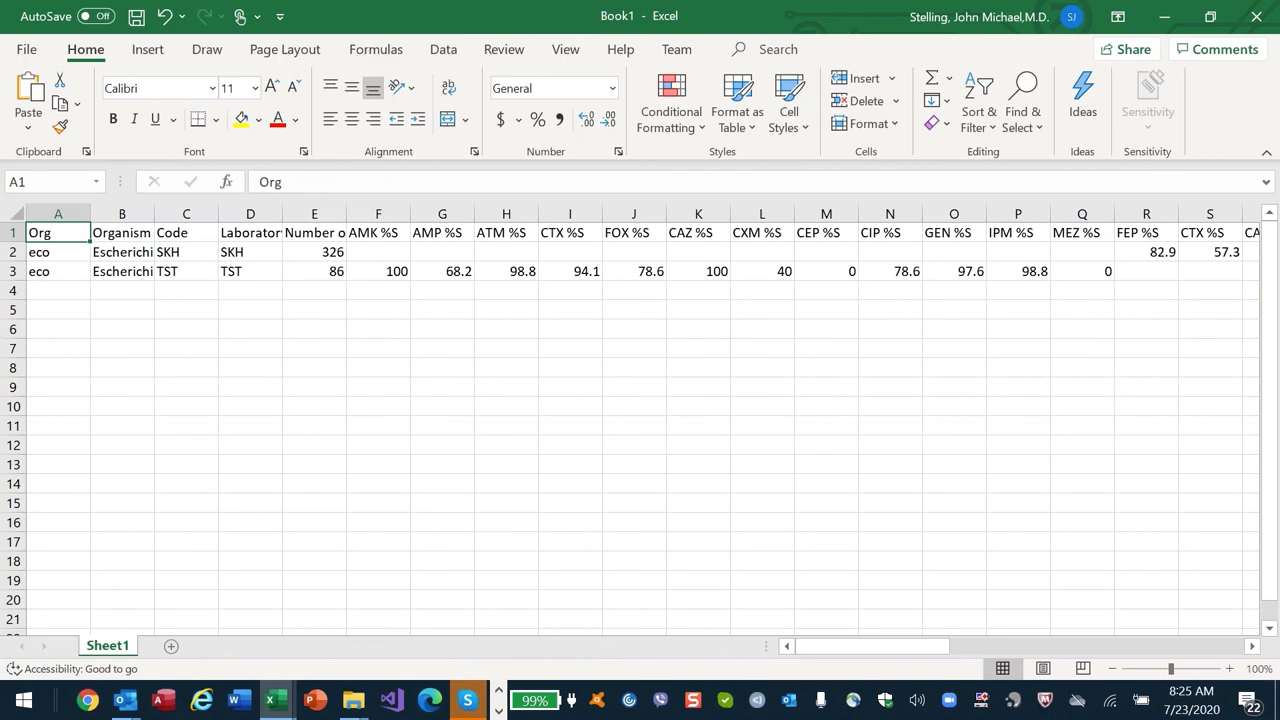 AutoSave Off Book1 - Excel Stelling, John Michael,M.D. SJ
File Home Insert Draw Page Layout Formulas Data Review View Help Team Search Share Comments
Paste Calibri 11 General Conditional Formatting Format as Table Cell Styles Insert Delete Format Sort & Filter Find & Select Ideas Sensitivity
Clipboard Font Alignment Number Styles Cells Editing Ideas Sensitivity
A1 Org
A B C D E F G H I J K L M N O P Q R S
1 Org Organism Code Laborator Number o AMK %S AMP %S ATM %S CTX %S FOX %S CAZ %S CXM %S CEP %S CIP %S GEN %S IPM %S MEZ %S FEP %S CTX %S CA
2 eco Escherichi SKH SKH 326 82.9 57.3
3 eco Escherichi TST TST 86 100 68.2 98.8 94.1 78.6 100 40 0 78.6 97.6 98.8 0
4
5
6
7
8
9
10
11
12
13
14
15
16
17
18
19
20
21
Sheet1
Accessibility: Good to go 100%
99% 8:25 AM
7/23/2020 22